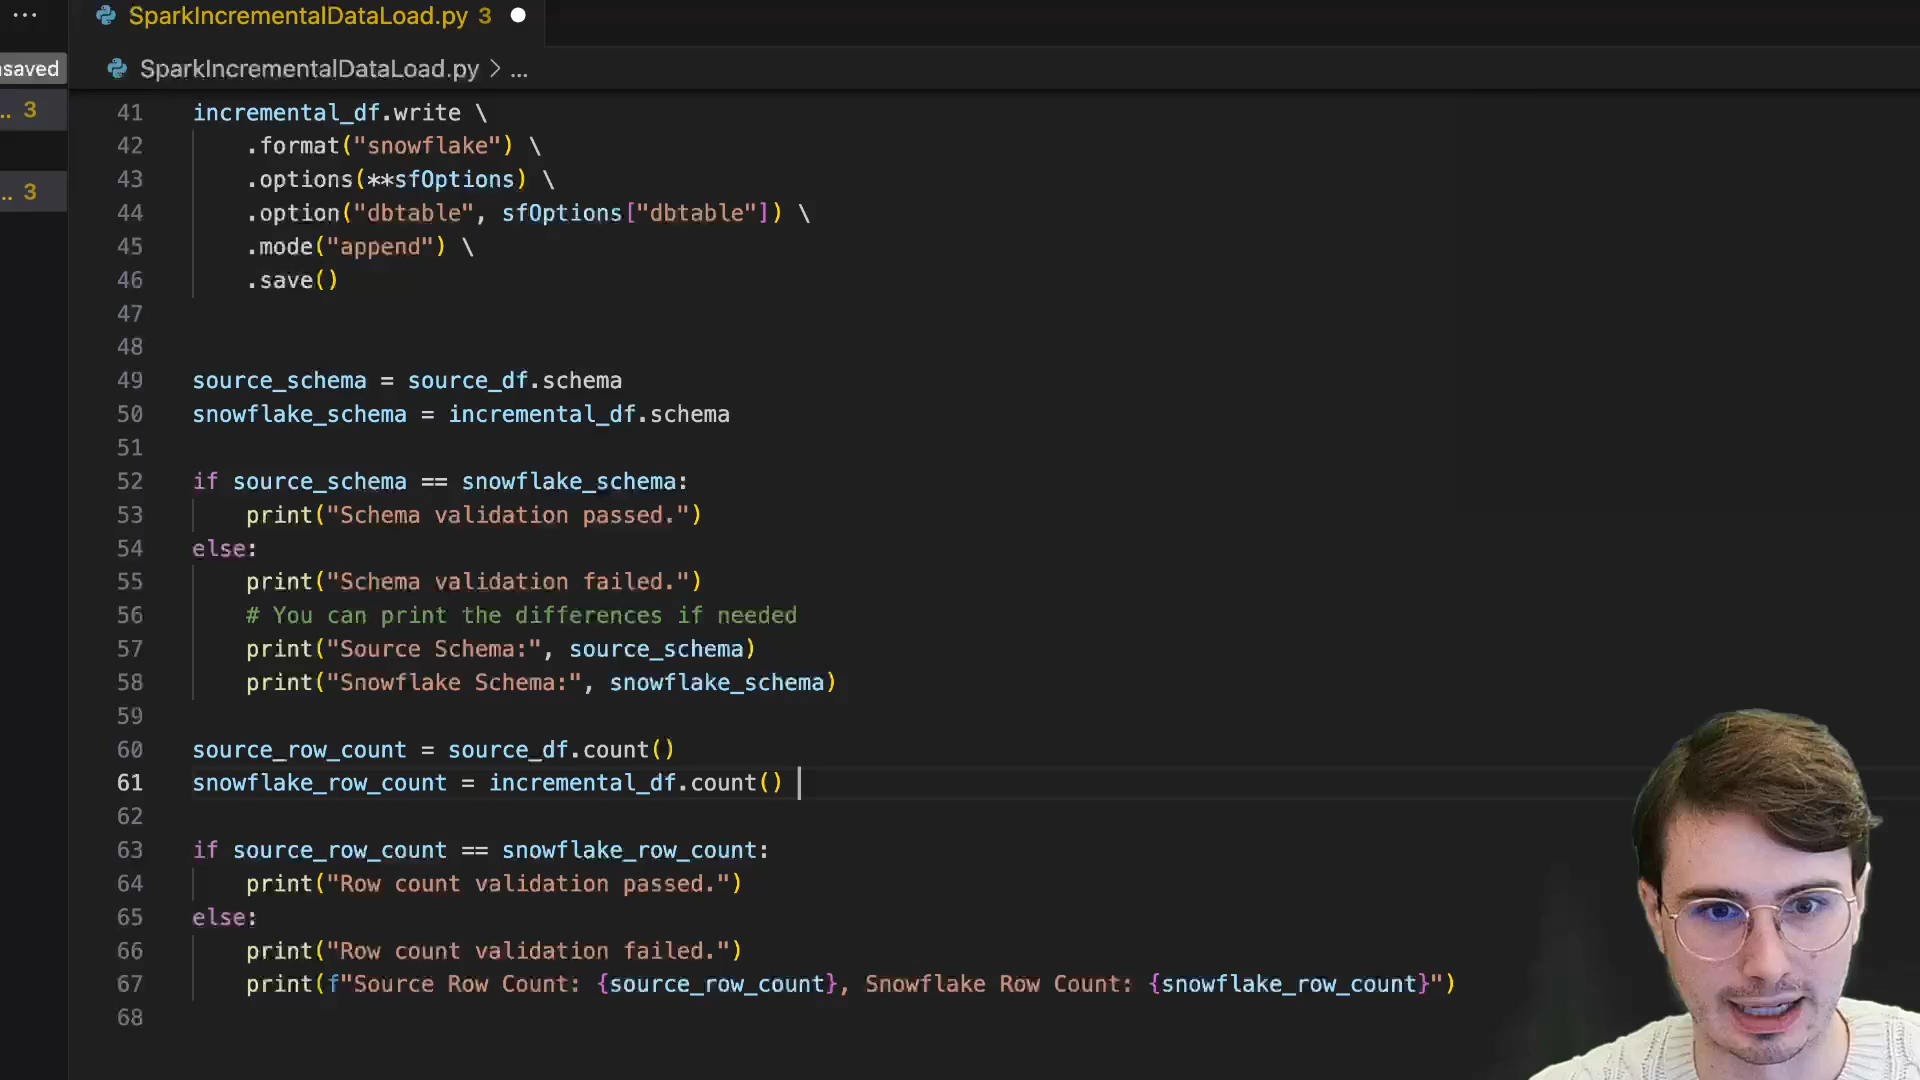 ...
SparkIncrementalDataLoad.py 3
saved
SparkIncrementalDataLoad.py > ...
.. 3
.. 3
41 incremental_df.write \
42 .format("snowflake") \
43 .options(**sfOptions) \
44 .option("dbtable", sfOptions["dbtable"]) \
45 .mode("append") \
46 .save()
47
48
49 source_schema = source_df.schema
50 snowflake_schema = incremental_df.schema
51
52 if source_schema == snowflake_schema:
53 print("Schema validation passed.")
54 else:
55 print("Schema validation failed.")
56 # You can print the differences if needed
57 print("Source Schema:", source_schema)
58 print("Snowflake Schema:", snowflake_schema)
59
60 source_row_count = source_df.count()
61 snowflake_row_count = incremental_df.count()
62
63 if source_row_count == snowflake_row_count:
64 print("Row count validation passed.")
65 else:
66 print("Row count validation failed.")
67 print(f"Source Row Count: {source_row_count}, Snowflake Row Count: {snowflake_row_count}")
68